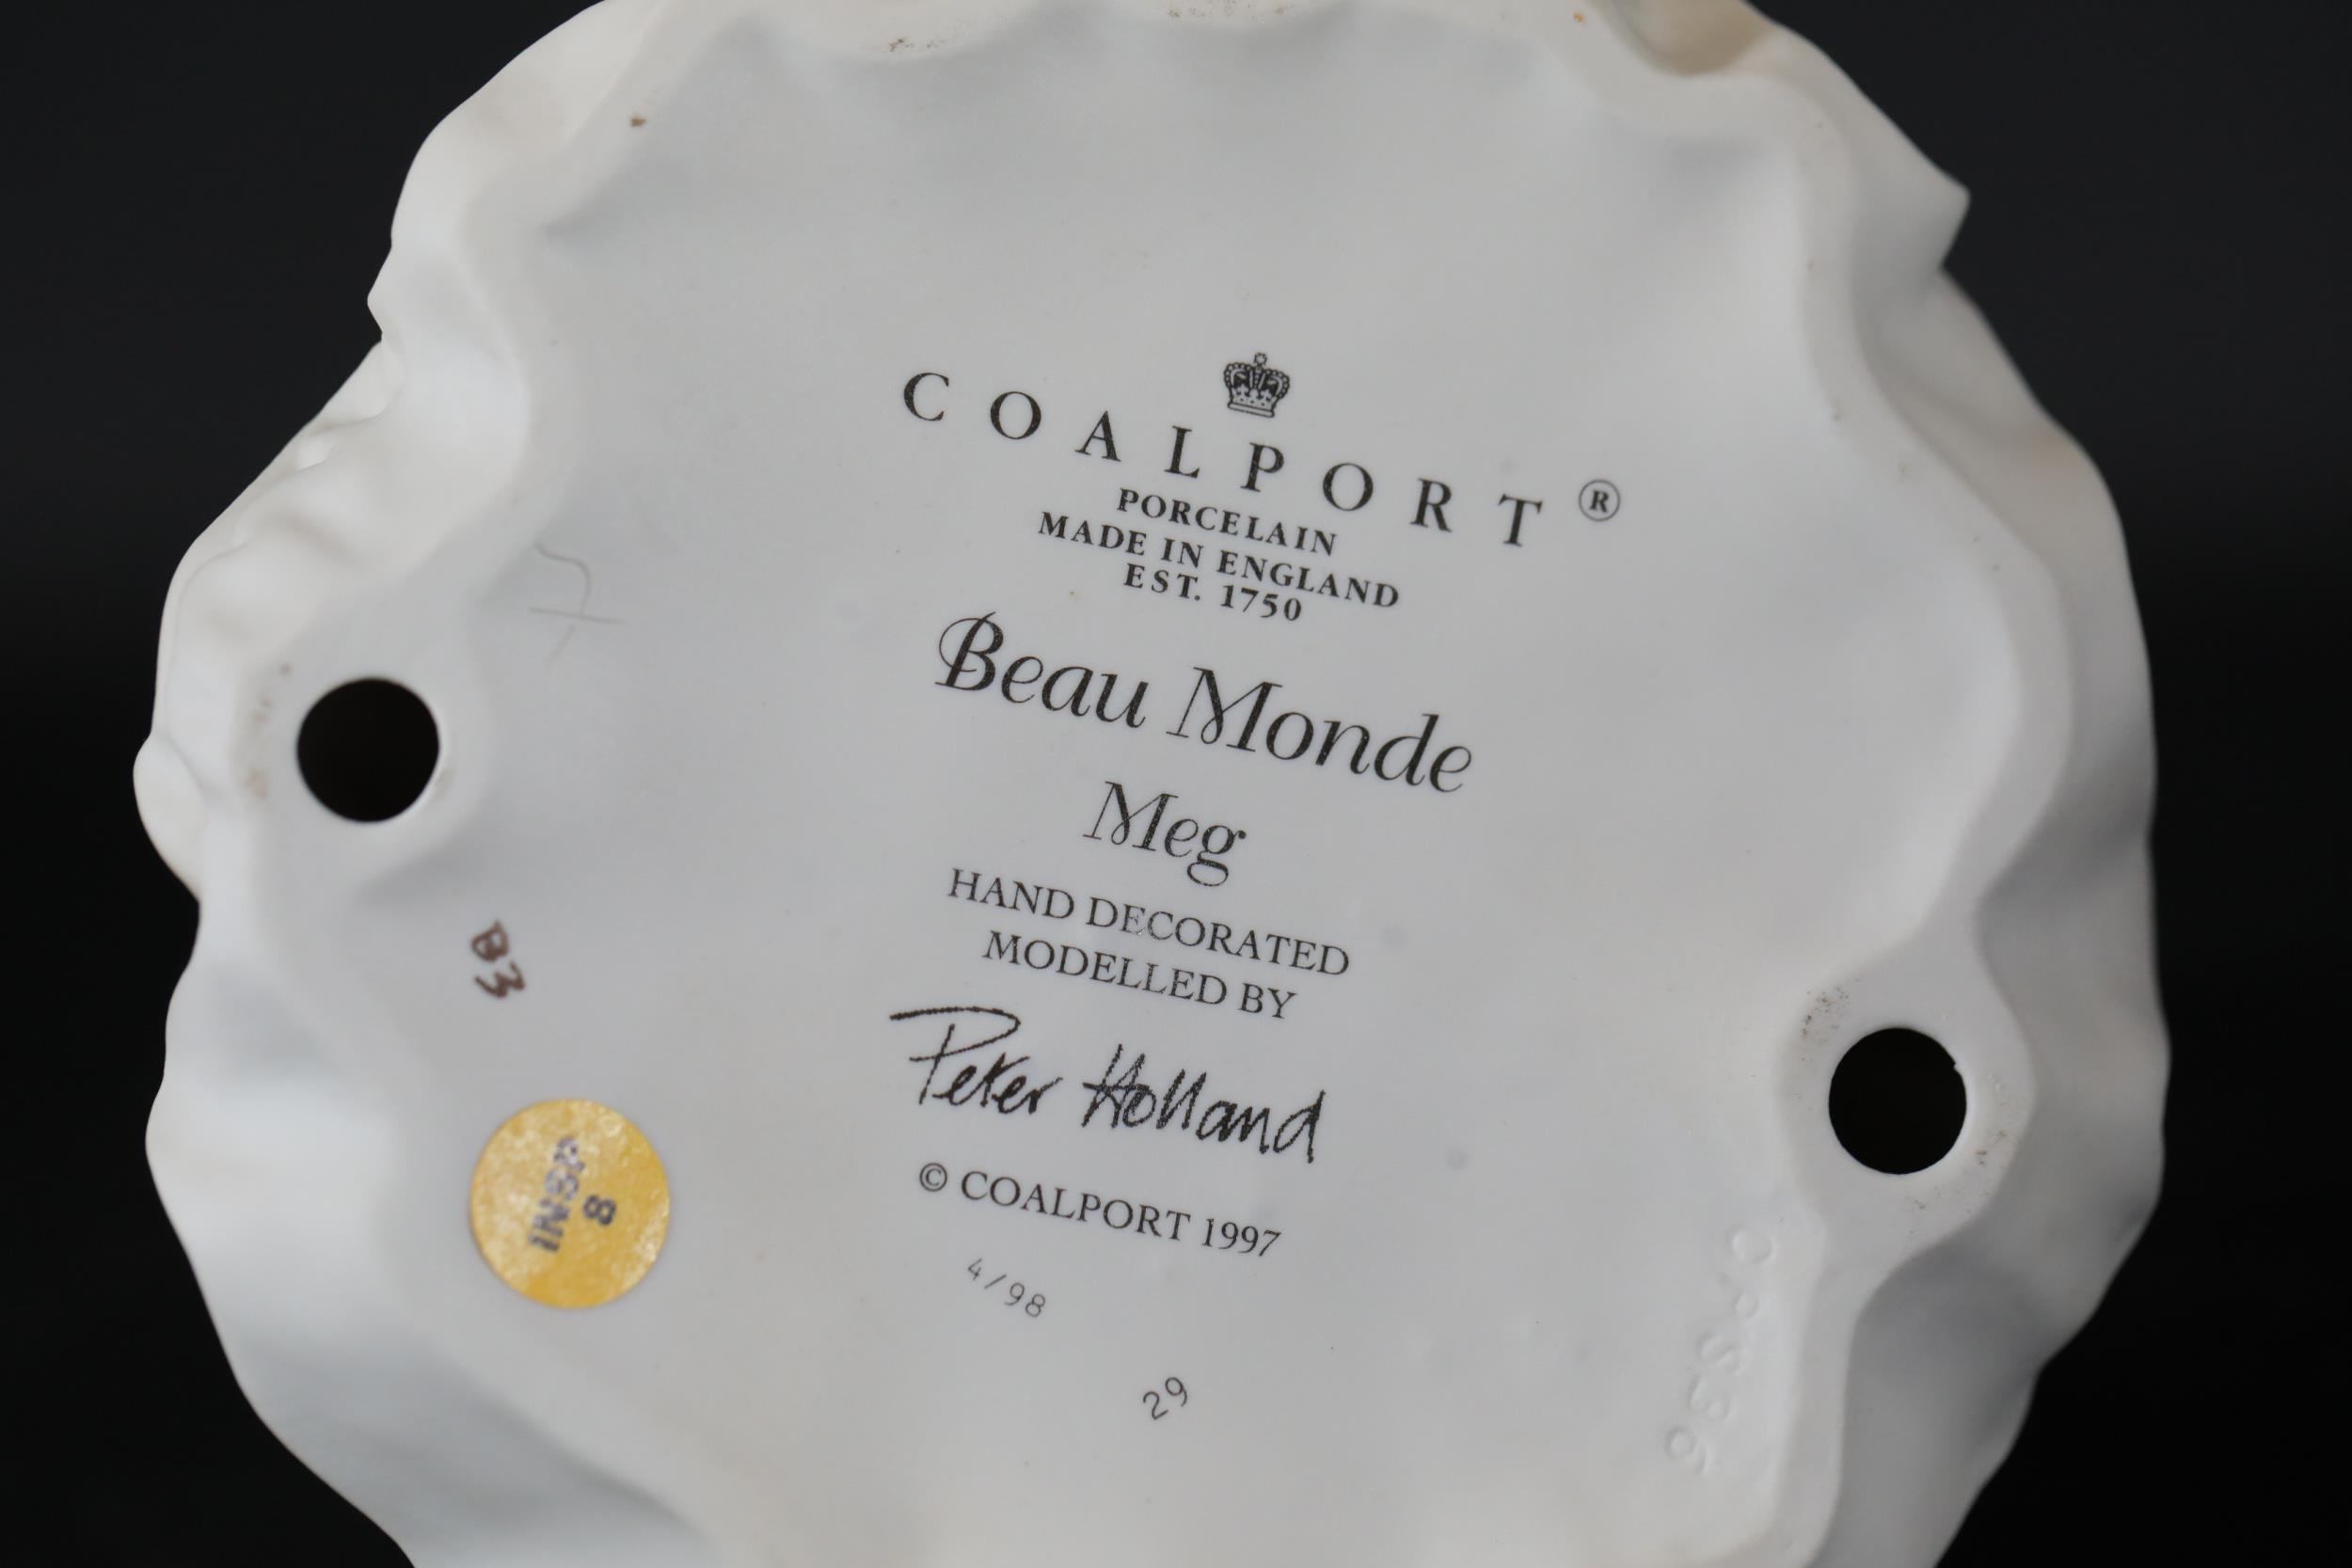 COALPORT®
PORCELAIN
MADE IN ENGLAND
EST. 1750
Beau Monde
Meg
HAND DECORATED
MODELLED BY
Peter Holland
© COALPORT 1997
4/98
29
B3
INSP
8